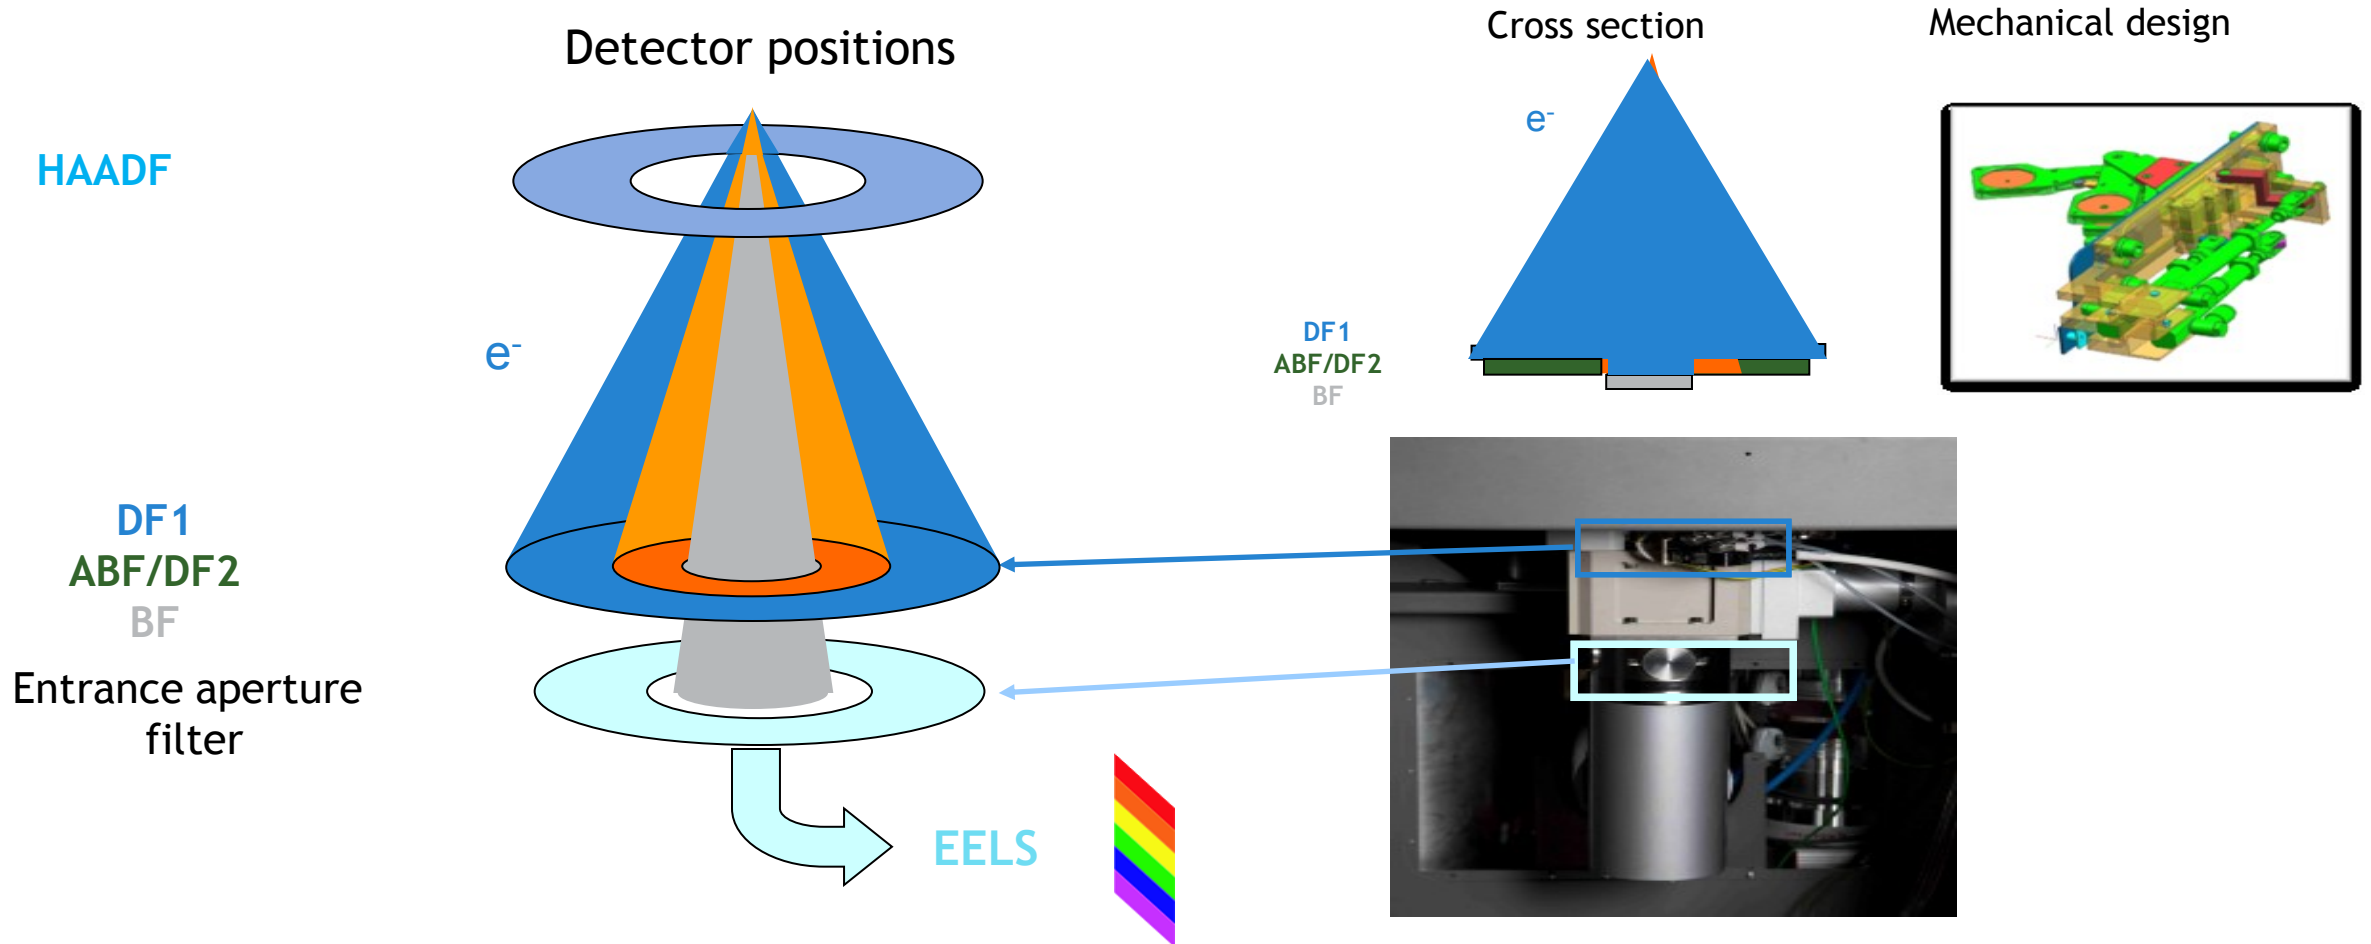 Detector positions
Cross section
Mechanical design
HAADF
e-
e-
DF1
ABF/DF2
BF
DF1
ABF/DF2
BF
Entrance aperture
filter
EELS